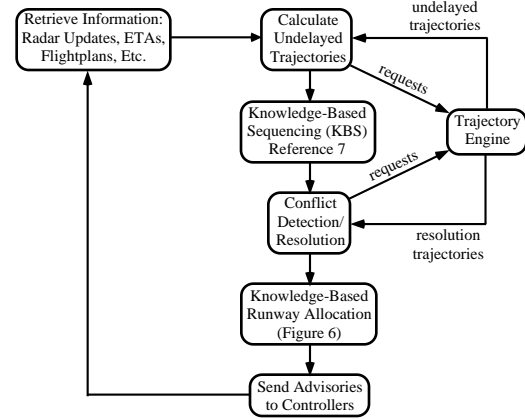 Retrieve Information:
Radar Updates, ETAs,
Flightplans, Etc.
Calculate
Undelayed
Trajectories
undelayed
trajectories
requests
Knowledge-Based
Sequencing (KBS)
Reference 7
Trajectory
Engine
requests
Conflict
Detection/
Resolution
resolution
trajectories
Knowledge-Based
Runway Allocation
(Figure 6)
Send Advisories
to Controllers